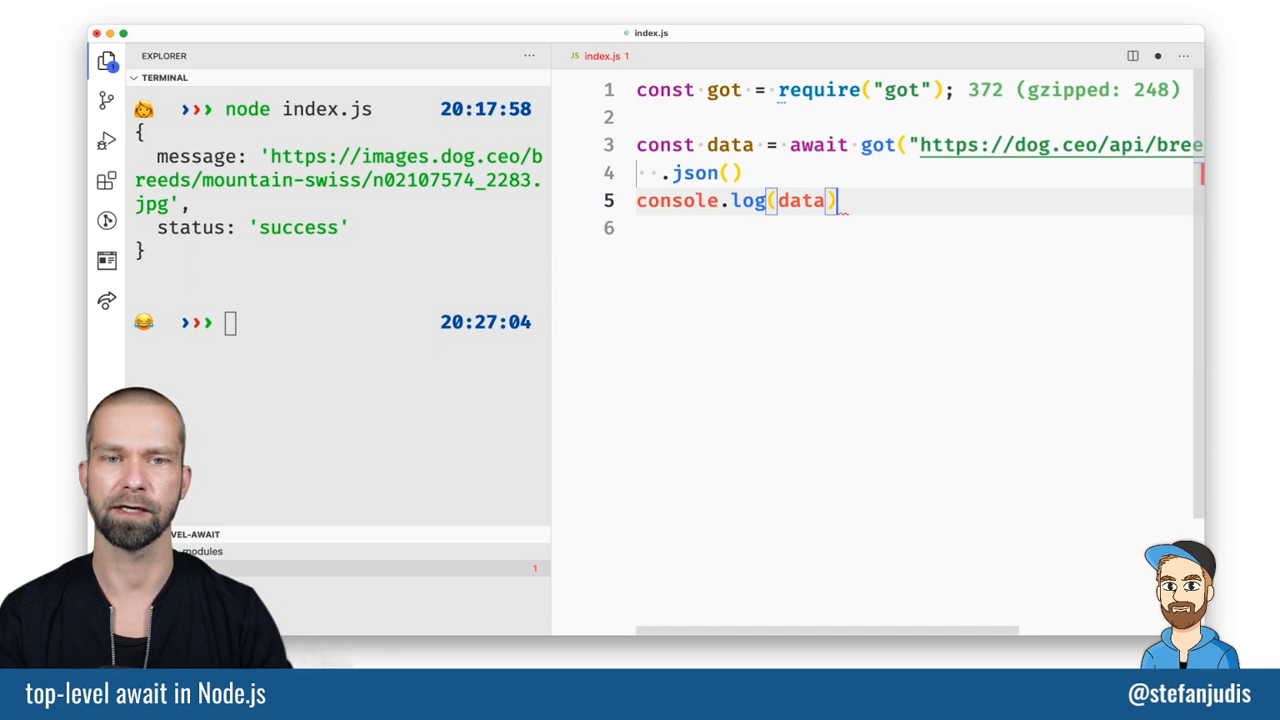 index.js
EXPLORER
TERMINAL
››› node index.js 20:17:58
{
message: 'https://images.dog.ceo/b
reeds/mountain-swiss/n02107574_2283.
jpg',
status: 'success'
}
››› 20:27:04
VEL-AWAIT
modules
1
JS index.js 1
1 const got = require("got"); 372 (gzipped: 248)
2
3 const data = await got("https://dog.ceo/api/bree
4 .json()
5 console.log(data)
6
top-level await in Node.js
@stefanjudis